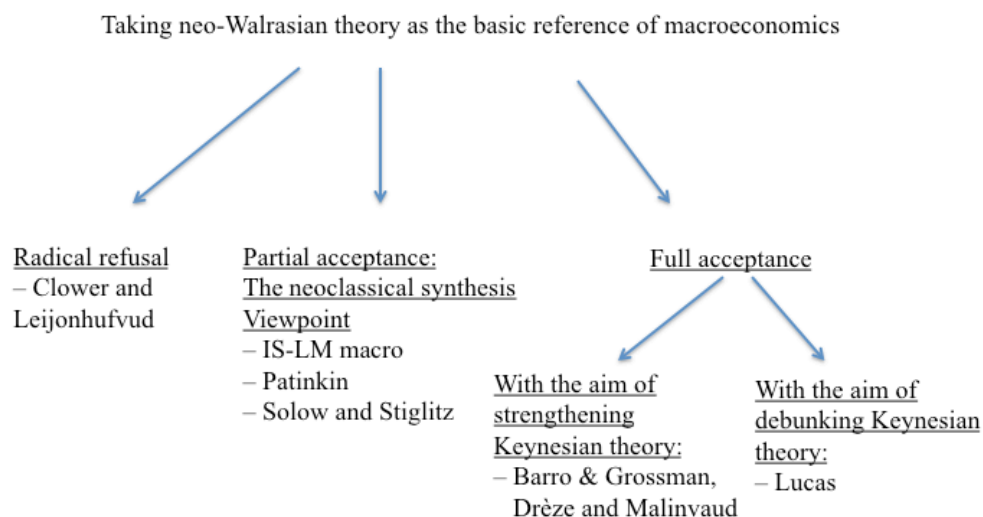 Taking neo-Walrasian theory as the basic reference of macroeconomics
Radical refusal
– Clower and
Leijonhufvud
Partial acceptance:
The neoclassical synthesis
Viewpoint
– IS-LM macro
– Patinkin
– Solow and Stiglitz
Full acceptance
With the aim of
strengthening
Keynesian theory:
– Barro & Grossman,
Drèze and Malinvaud
With the aim of
debunking Keynesian
theory:
– Lucas